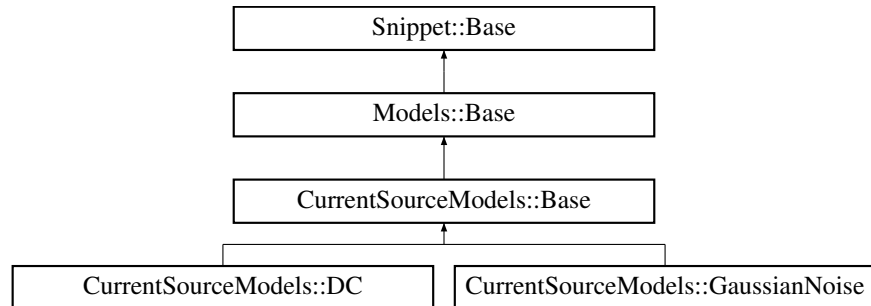 Snippet::Base
Models::Base
CurrentSourceModels::Base
CurrentSourceModels::DC
CurrentSourceModels::GaussianNoise